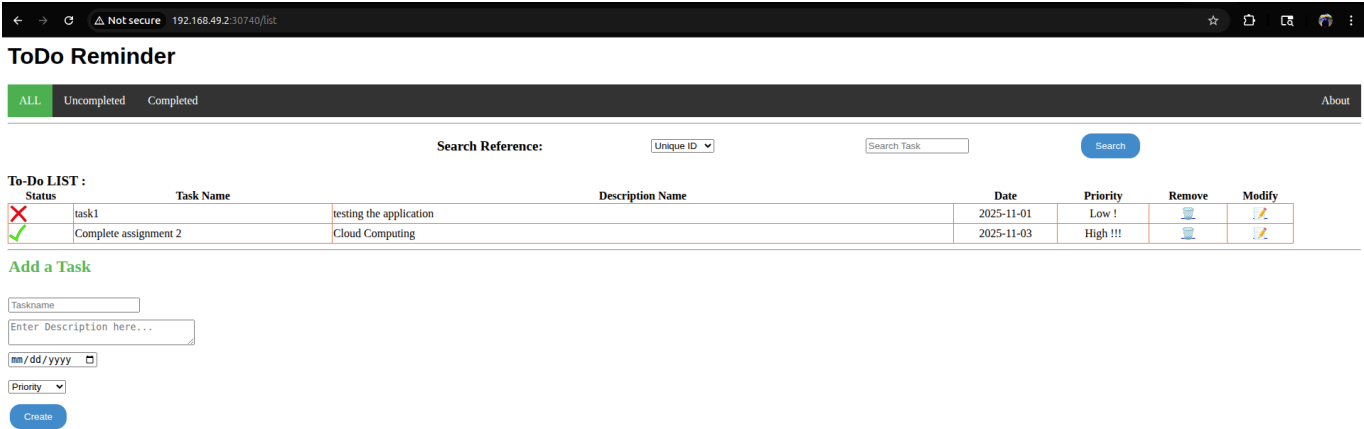 Not secure 192.168.49.2:30740/list
ToDo Reminder
ALL Uncompleted Completed About
Search Reference: Unique ID Search Task Search
To-Do LIST :
Status Task Name Description Name Date Priority Remove Modify
task1 testing the application 2025-11-01 Low !
Complete assignment 2 Cloud Computing 2025-11-03 High !!!
Add a Task
Taskname
Enter Description here...
mm/dd/yyyy
Priority
Create